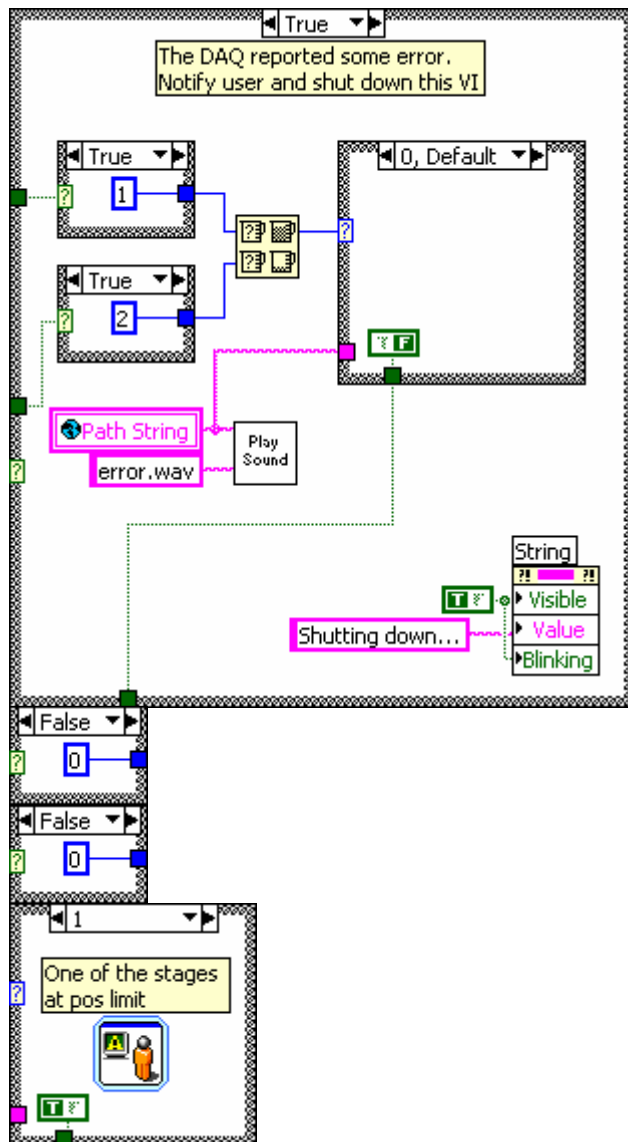 True
The DAQ reported some error.
Notify user and shut down this VI
True
0, Default
?
1
?
?
?
?
True
?
2
F
Path String
Play
Sound
error.wav
?
String
?! ?!
T
Visible
Shutting down...
Value
Blinking
False
?
0
False
?
0
1
One of the stages
at pos limit
?
T